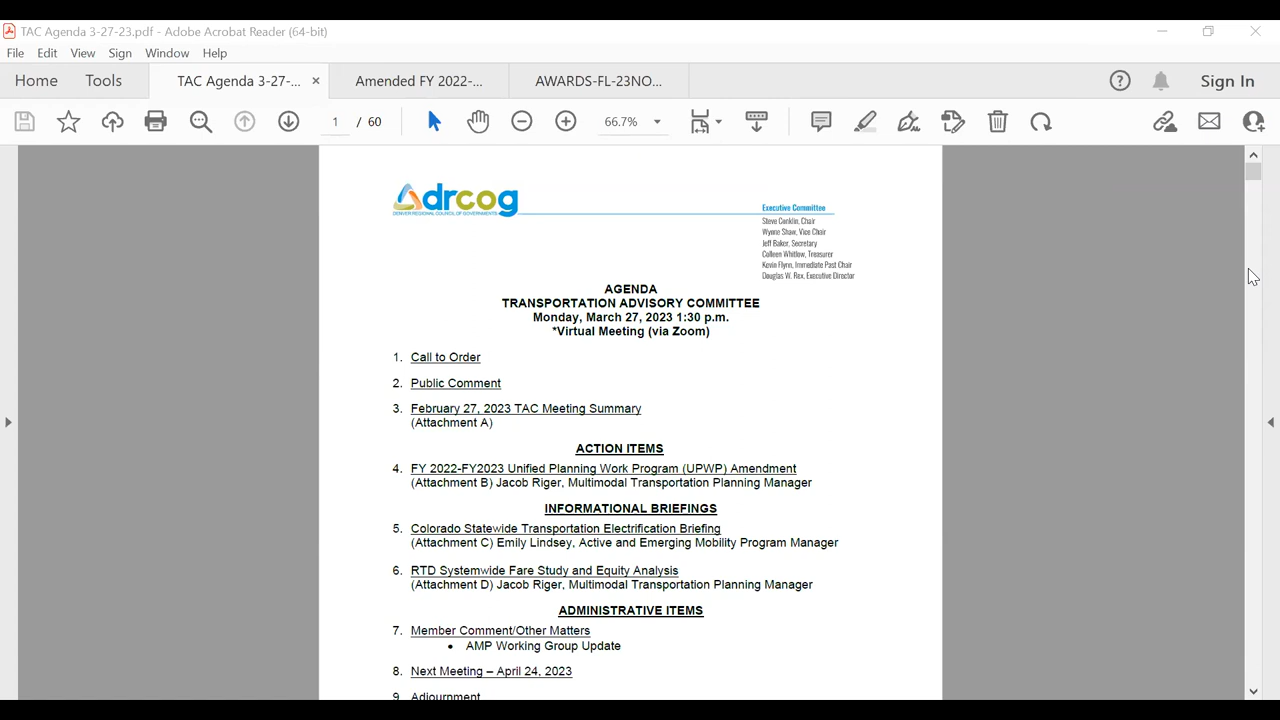 TAC Agenda 3-27-23.pdf - Adobe Acrobat Reader (64-bit)
File Edit View Sign Window Help
Home Tools TAC Agenda 3-27-... × Amended FY 2022-... AWARDS-FL-23NO... Sign In
1 / 60 66.7%
drcog
DENVER REGIONAL COUNCIL OF GOVERNMENTS
Executive Committee
Steve Conklin, Chair
Wynne Shaw, Vice Chair
Jeff Baker, Secretary
Colleen Whitlow, Treasurer
Kevin Flynn, Immediate Past Chair
Douglas W. Rex, Executive Director
AGENDA
TRANSPORTATION ADVISORY COMMITTEE
Monday, March 27, 2023 1:30 p.m.
*Virtual Meeting (via Zoom)
1. Call to Order
2. Public Comment
3. February 27, 2023 TAC Meeting Summary
(Attachment A)
ACTION ITEMS
4. FY 2022-FY2023 Unified Planning Work Program (UPWP) Amendment
(Attachment B) Jacob Riger, Multimodal Transportation Planning Manager
INFORMATIONAL BRIEFINGS
5. Colorado Statewide Transportation Electrification Briefing
(Attachment C) Emily Lindsey, Active and Emerging Mobility Program Manager
6. RTD Systemwide Fare Study and Equity Analysis
(Attachment D) Jacob Riger, Multimodal Transportation Planning Manager
ADMINISTRATIVE ITEMS
7. Member Comment/Other Matters
• AMP Working Group Update
8. Next Meeting – April 24, 2023
9. Adjournment